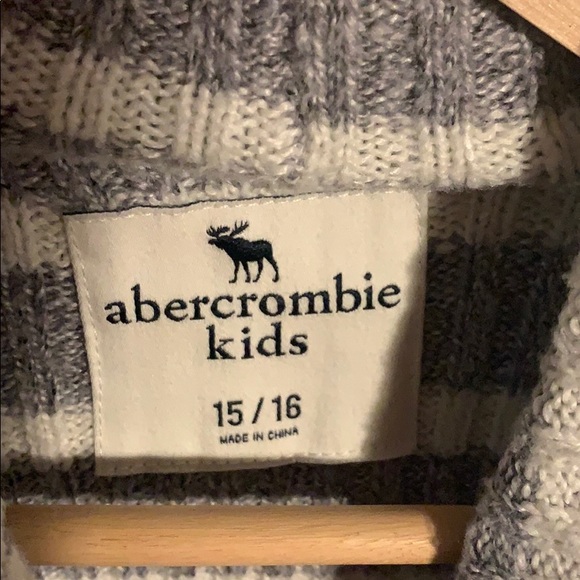 abercrombie
kids
15 / 16
MADE IN CHINA